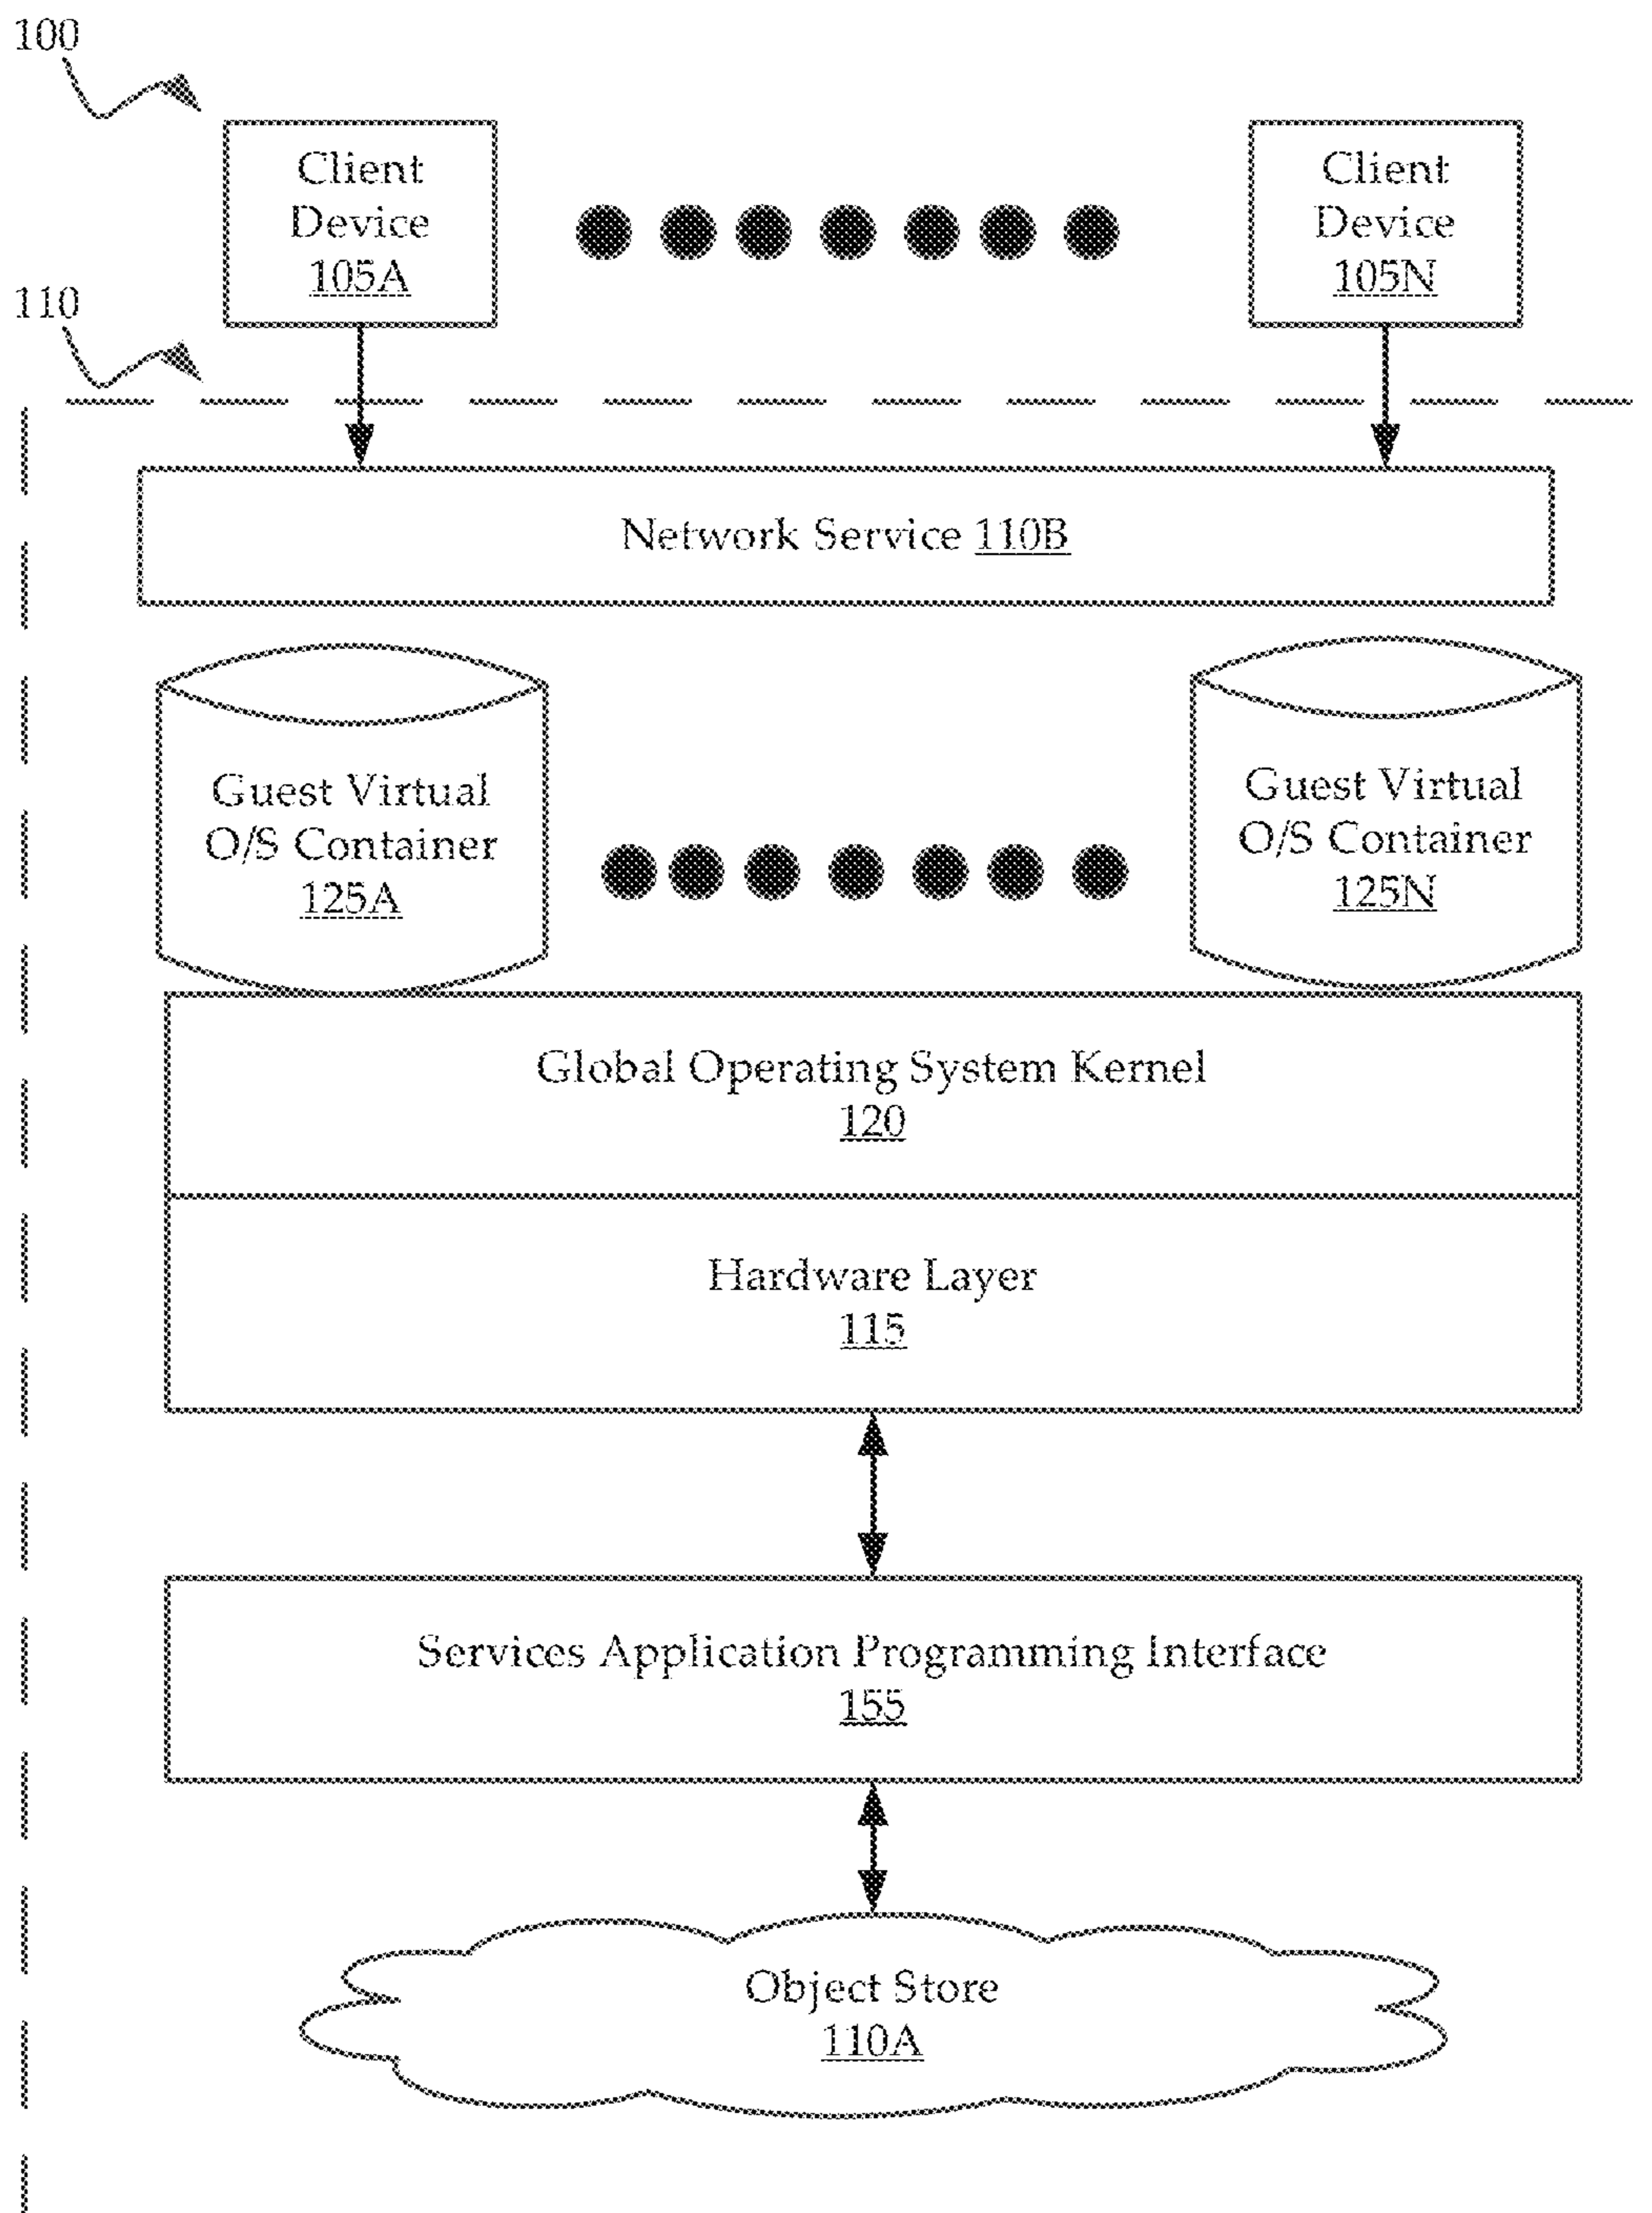 100
Client
Device
105A
Client
Device
105N
110
Network Service 110B
Guest Virtual
O/S Container
125A
Guest Virtual
O/S Container
125N
Global Operating System Kernel
120
Hardware Layer
115
Services Application Programming Interface
155
Object Store
110A